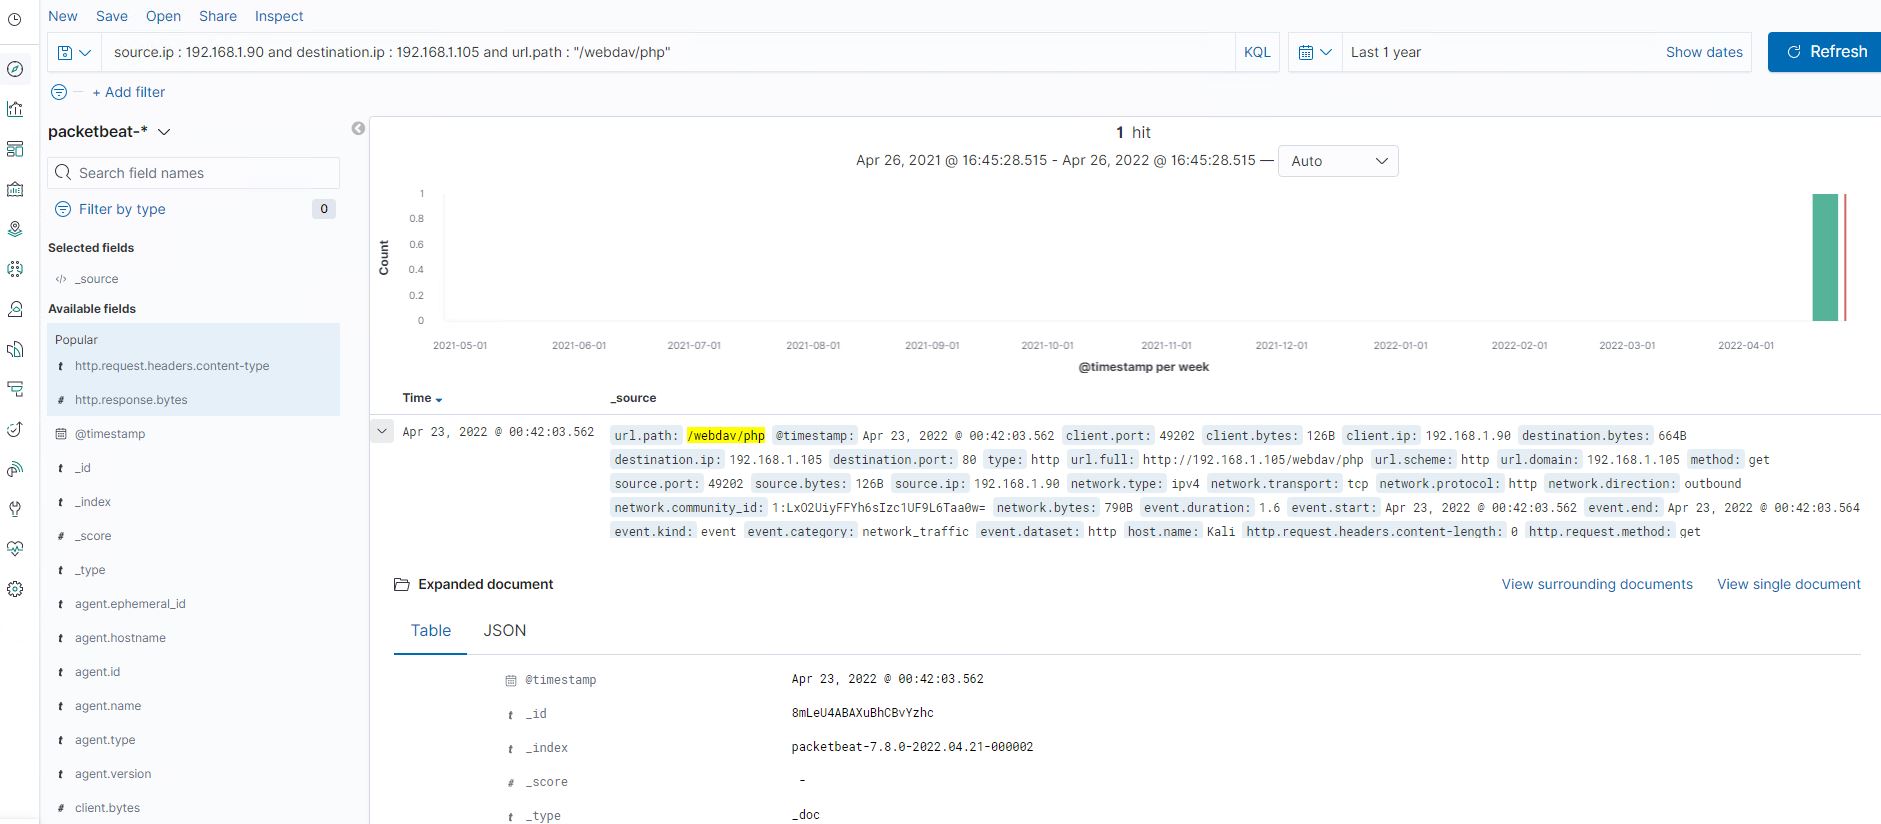 New Save Open Share Inspect
source.ip : 192.168.1.90 and destination.ip : 192.168.1.105 and url.path : "/webdav/php"
KQL
Last 1 year
Show dates
Refresh
+ Add filter
packetbeat-*
Search field names
Filter by type 0
Selected fields
_source
Available fields
Popular
t http.request.headers.content-type
# http.response.bytes
@timestamp
t _id
t _index
# _score
t _type
t agent.ephemeral_id
t agent.hostname
t agent.id
t agent.name
t agent.type
t agent.version
# client.bytes
1 hit
Apr 26, 2021 @ 16:45:28.515 - Apr 26, 2022 @ 16:45:28.515 — Auto
Count
1
0.8
0.6
0.4
0.2
0
2021-05-01 2021-06-01 2021-07-01 2021-08-01 2021-09-01 2021-10-01 2021-11-01 2021-12-01 2022-01-01 2022-02-01 2022-03-01 2022-04-01
@timestamp per week
Time _source
Apr 23, 2022 @ 00:42:03.562
url.path: /webdav/php @timestamp: Apr 23, 2022 @ 00:42:03.562 client.port: 49202 client.bytes: 126B client.ip: 192.168.1.90 destination.bytes: 664B
destination.ip: 192.168.1.105 destination.port: 80 type: http url.full: http://192.168.1.105/webdav/php url.scheme: http url.domain: 192.168.1.105 method: get
source.port: 49202 source.bytes: 126B source.ip: 192.168.1.90 network.type: ipv4 network.transport: tcp network.protocol: http network.direction: outbound
network.community_id: 1:LxO2UiyFFYh6sIzc1UF9L6Taa0w= network.bytes: 790B event.duration: 1.6 event.start: Apr 23, 2022 @ 00:42:03.562 event.end: Apr 23, 2022 @ 00:42:03.564
event.kind: event event.category: network_traffic event.dataset: http host.name: Kali http.request.headers.content-length: 0 http.request.method: get
Expanded document
View surrounding documents View single document
Table JSON
@timestamp Apr 23, 2022 @ 00:42:03.562
t _id 8mLeU4ABAXuBhCBvYzhc
t _index packetbeat-7.8.0-2022.04.21-000002
# _score -
t _type _doc